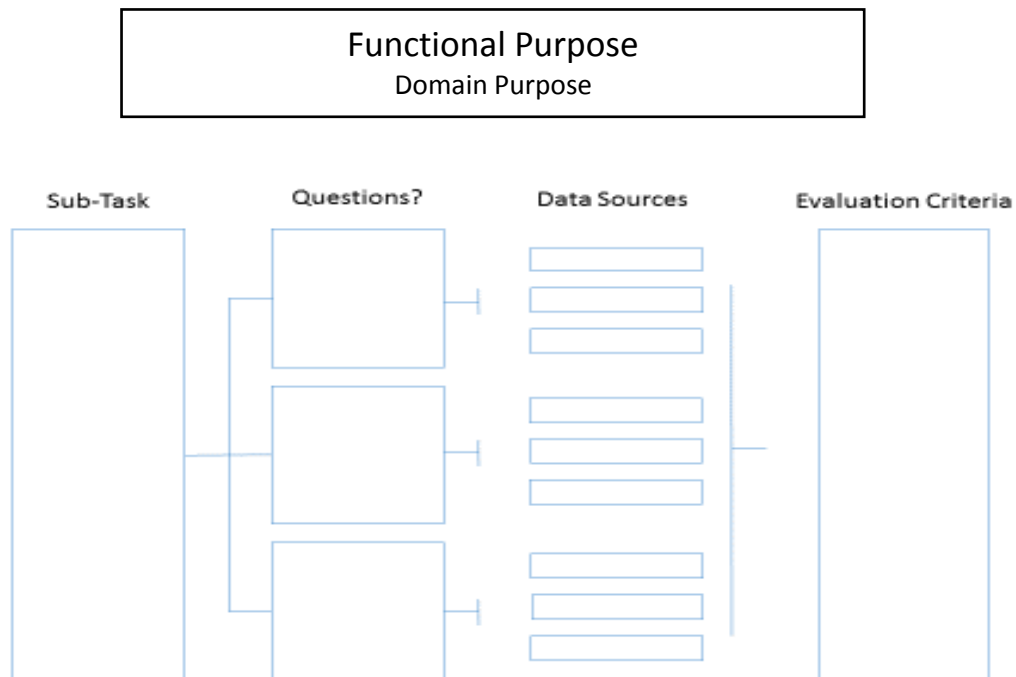 Functional Purpose
Domain Purpose
Sub-Task
Questions?
Data Sources
Evaluation Criteria